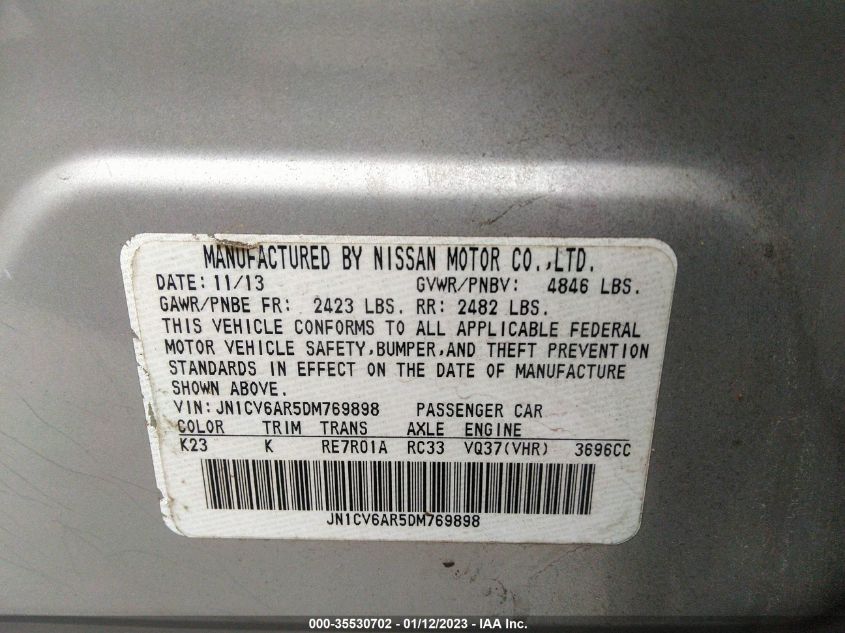 MANUFACTURED BY NISSAN MOTOR CO.,LTD.
DATE: 11/13 GVWR/PNBV: 4846 LBS.
GAWR/PNBE FR: 2423 LBS. RR: 2482 LBS.
THIS VEHICLE CONFORMS TO ALL APPLICABLE FEDERAL
MOTOR VEHICLE SAFETY,BUMPER,AND THEFT PREVENTION
STANDARDS IN EFFECT ON THE DATE OF MANUFACTURE
SHOWN ABOVE.
VIN:JN1CV6AR5DM769898 PASSENGER CAR
COLOR TRIM TRANS AXLE ENGINE
K23 K RE7R01A RC33 VQ37(VHR) 3696CC
JN1CV6AR5DM769898
000-35530702 - 01/12/2023 - IAA Inc.